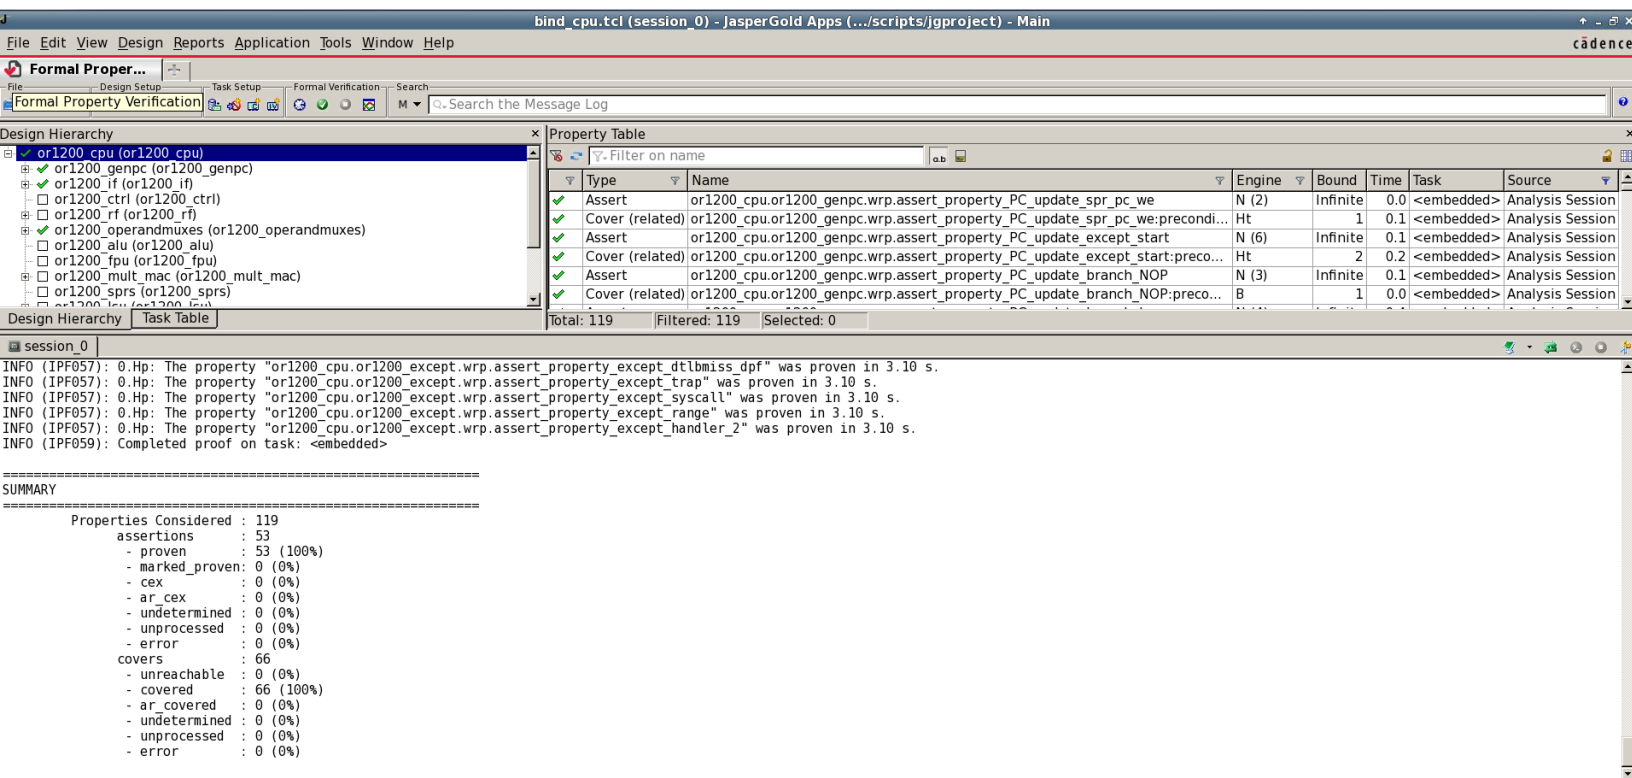 bind_cpu.tcl (session_0) - JasperGold Apps (.../scripts/jgproject) - Main
File Edit View Design Reports Application Tools Window Help
cādence
Formal Proper...
File Design Setup Task Setup Formal Verification Search
Formal Property Verification
M Search the Message Log
Design Hierarchy
or1200_cpu (or1200_cpu)
or1200_genpc (or1200_genpc)
or1200_if (or1200_if)
or1200_ctrl (or1200_ctrl)
or1200_rf (or1200_rf)
or1200_operandmuxes (or1200_operandmuxes)
or1200_alu (or1200_alu)
or1200_fpu (or1200_fpu)
or1200_mult_mac (or1200_mult_mac)
or1200_sprs (or1200_sprs)
Design Hierarchy Task Table
Property Table
Filter on name a.b
Type Name Engine Bound Time Task Source
Assert or1200_cpu.or1200_genpc.wrp.assert_property_PC_update_spr_pc_we N (2) Infinite 0.0 <embedded> Analysis Session
Cover (related) or1200_cpu.or1200_genpc.wrp.assert_property_PC_update_spr_pc_we:precondi... Ht 1 0.1 <embedded> Analysis Session
Assert or1200_cpu.or1200_genpc.wrp.assert_property_PC_update_except_start N (6) Infinite 0.1 <embedded> Analysis Session
Cover (related) or1200_cpu.or1200_genpc.wrp.assert_property_PC_update_except_start:preco... Ht 2 0.2 <embedded> Analysis Session
Assert or1200_cpu.or1200_genpc.wrp.assert_property_PC_update_branch_NOP N (3) Infinite 0.1 <embedded> Analysis Session
Cover (related) or1200_cpu.or1200_genpc.wrp.assert_property_PC_update_branch_NOP:preco... B 1 0.0 <embedded> Analysis Session
Total: 119 Filtered: 119 Selected: 0
session_0
INFO (IPF057): 0.Hp: The property "or1200_cpu.or1200_except.wrp.assert_property_except_dtlbmiss_dpf" was proven in 3.10 s.
INFO (IPF057): 0.Hp: The property "or1200_cpu.or1200_except.wrp.assert_property_except_trap" was proven in 3.10 s.
INFO (IPF057): 0.Hp: The property "or1200_cpu.or1200_except.wrp.assert_property_except_syscall" was proven in 3.10 s.
INFO (IPF057): 0.Hp: The property "or1200_cpu.or1200_except.wrp.assert_property_except_range" was proven in 3.10 s.
INFO (IPF057): 0.Hp: The property "or1200_cpu.or1200_except.wrp.assert_property_except_handler_2" was proven in 3.10 s.
INFO (IPF059): Completed proof on task: <embedded>
==============================================================
SUMMARY
==============================================================
Properties Considered : 119
assertions : 53
- proven : 53 (100%)
- marked_proven: 0 (0%)
- cex : 0 (0%)
- ar_cex : 0 (0%)
- undetermined : 0 (0%)
- unprocessed : 0 (0%)
- error : 0 (0%)
covers : 66
- unreachable : 0 (0%)
- covered : 66 (100%)
- ar_covered : 0 (0%)
- undetermined : 0 (0%)
- unprocessed : 0 (0%)
- error : 0 (0%)